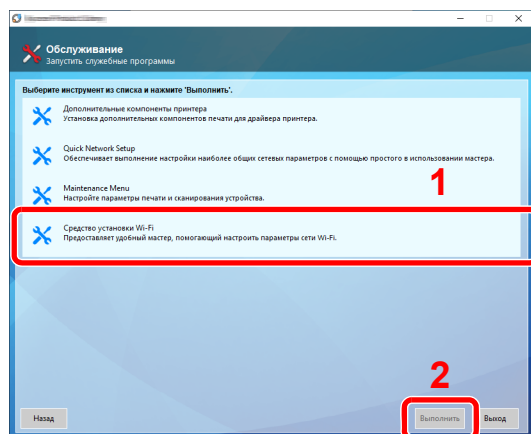 Обслуживание
Запустить служебные программы
Выберите инструмент из списка и нажмите 'Выполнить'.
Дополнительные компоненты принтера
Установка дополнительных компонентов печати для драйвера принтера.
Quick Network Setup
Обеспечивает выполнение настройки наиболее общих сетевых параметров с помощью простого в использовании мастера.
1
Maintenance Menu
Настройте параметры печати и сканирования устройства.
Средство установки Wi-Fi
Предоставляет удобный мастер, помогающий настроить параметры сети Wi-Fi.
2
Назад
Выполнить
Выход